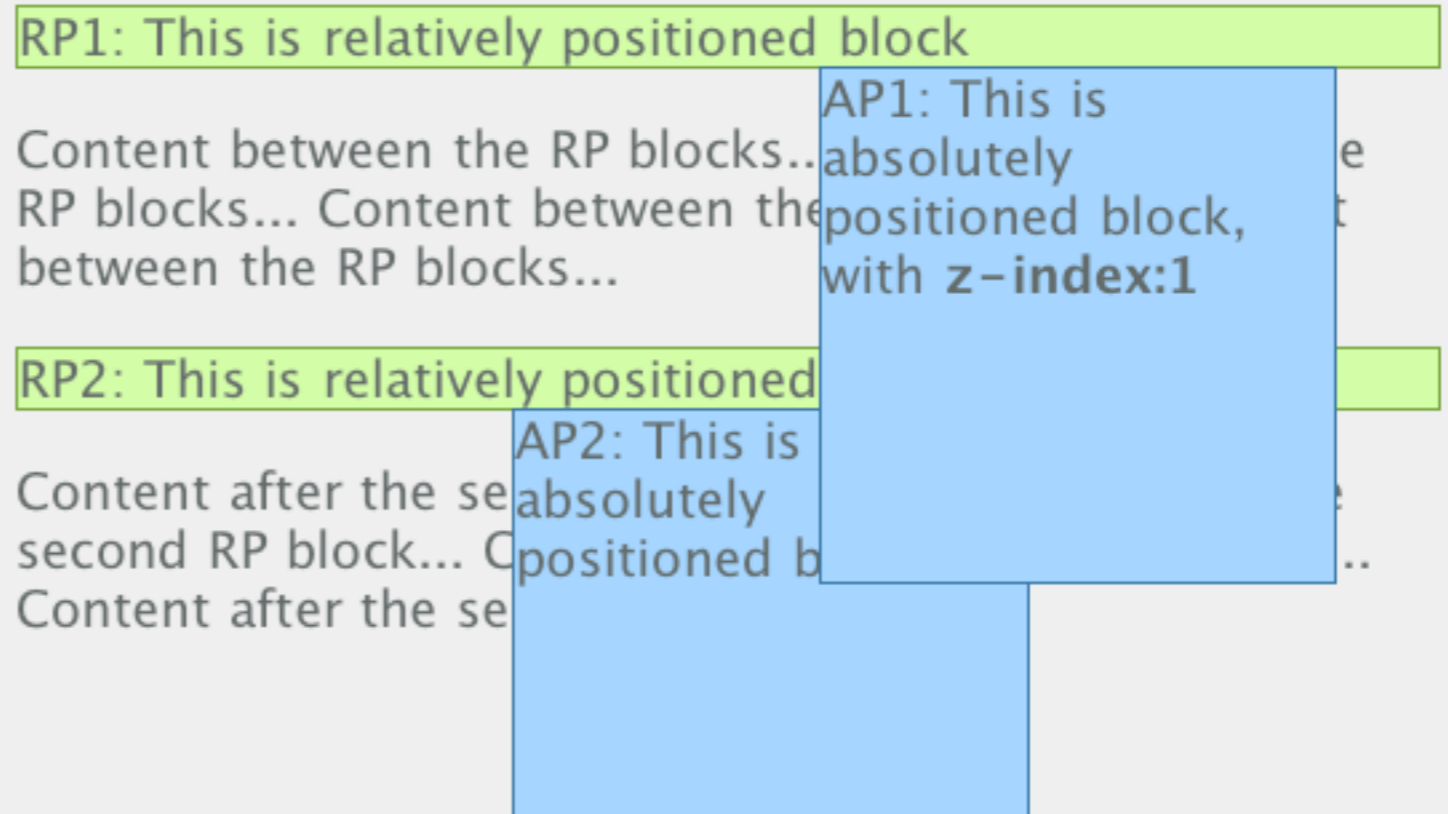 RP1: This is relatively positioned block
AP1: This is
absolutely
positioned block,
with z-index:1
Content between the RP blocks..
RP blocks... Content between the
between the RP blocks...
RP2: This is relatively positioned
AP2: This is
absolutely
positioned
Content after the
second RP block...
Content after the